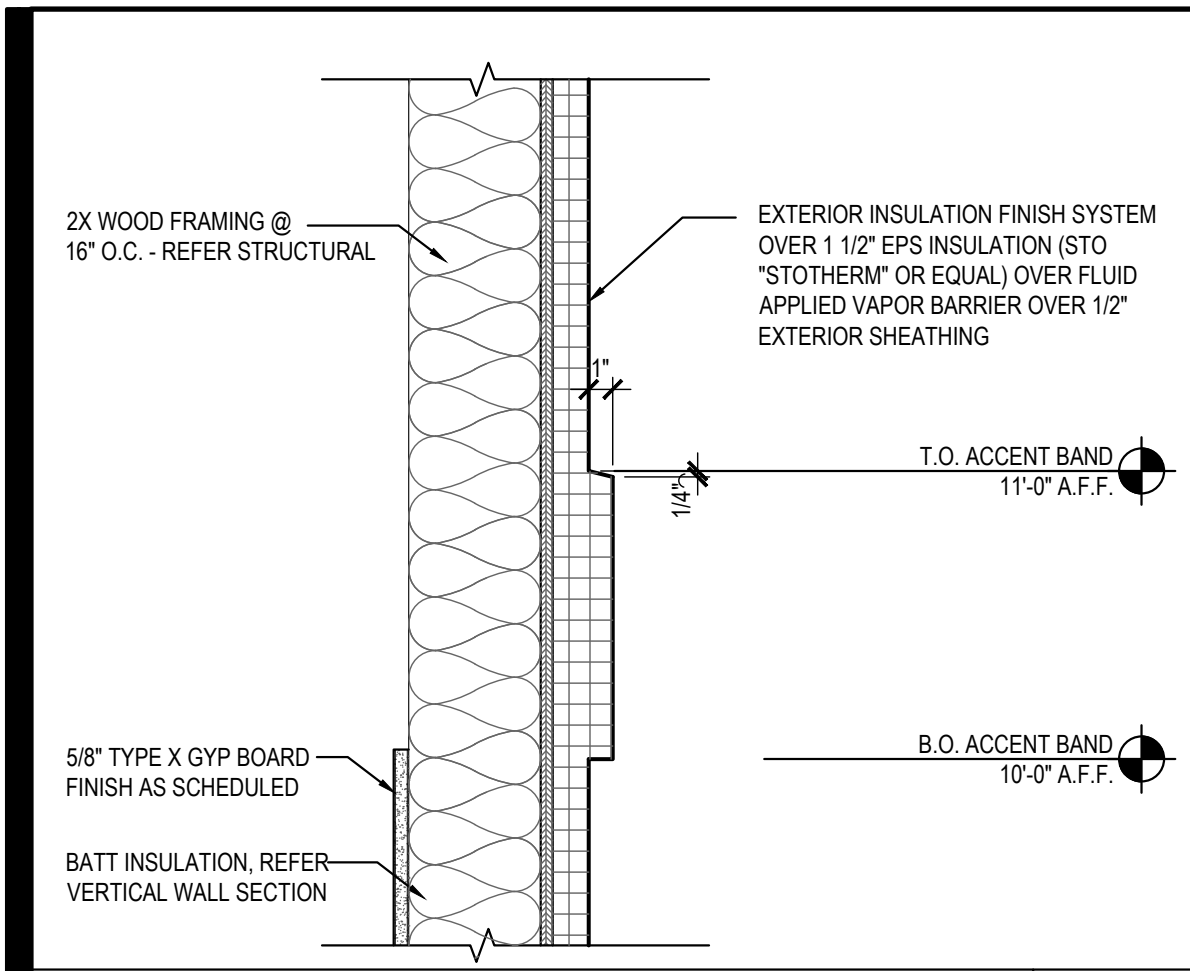 2X WOOD FRAMING @
16" O.C. - REFER STRUCTURAL
EXTERIOR INSULATION FINISH SYSTEM
OVER 1 1/2" EPS INSULATION (STO
"STOTHERM" OR EQUAL) OVER FLUID
APPLIED VAPOR BARRIER OVER 1/2"
EXTERIOR SHEATHING
1"
T.O. ACCENT BAND
11'-0" A.F.F.
1/4"
5/8" TYPE X GYP BOARD
FINISH AS SCHEDULED
B.O. ACCENT BAND
10'-0" A.F.F.
BATT INSULATION, REFER
VERTICAL WALL SECTION